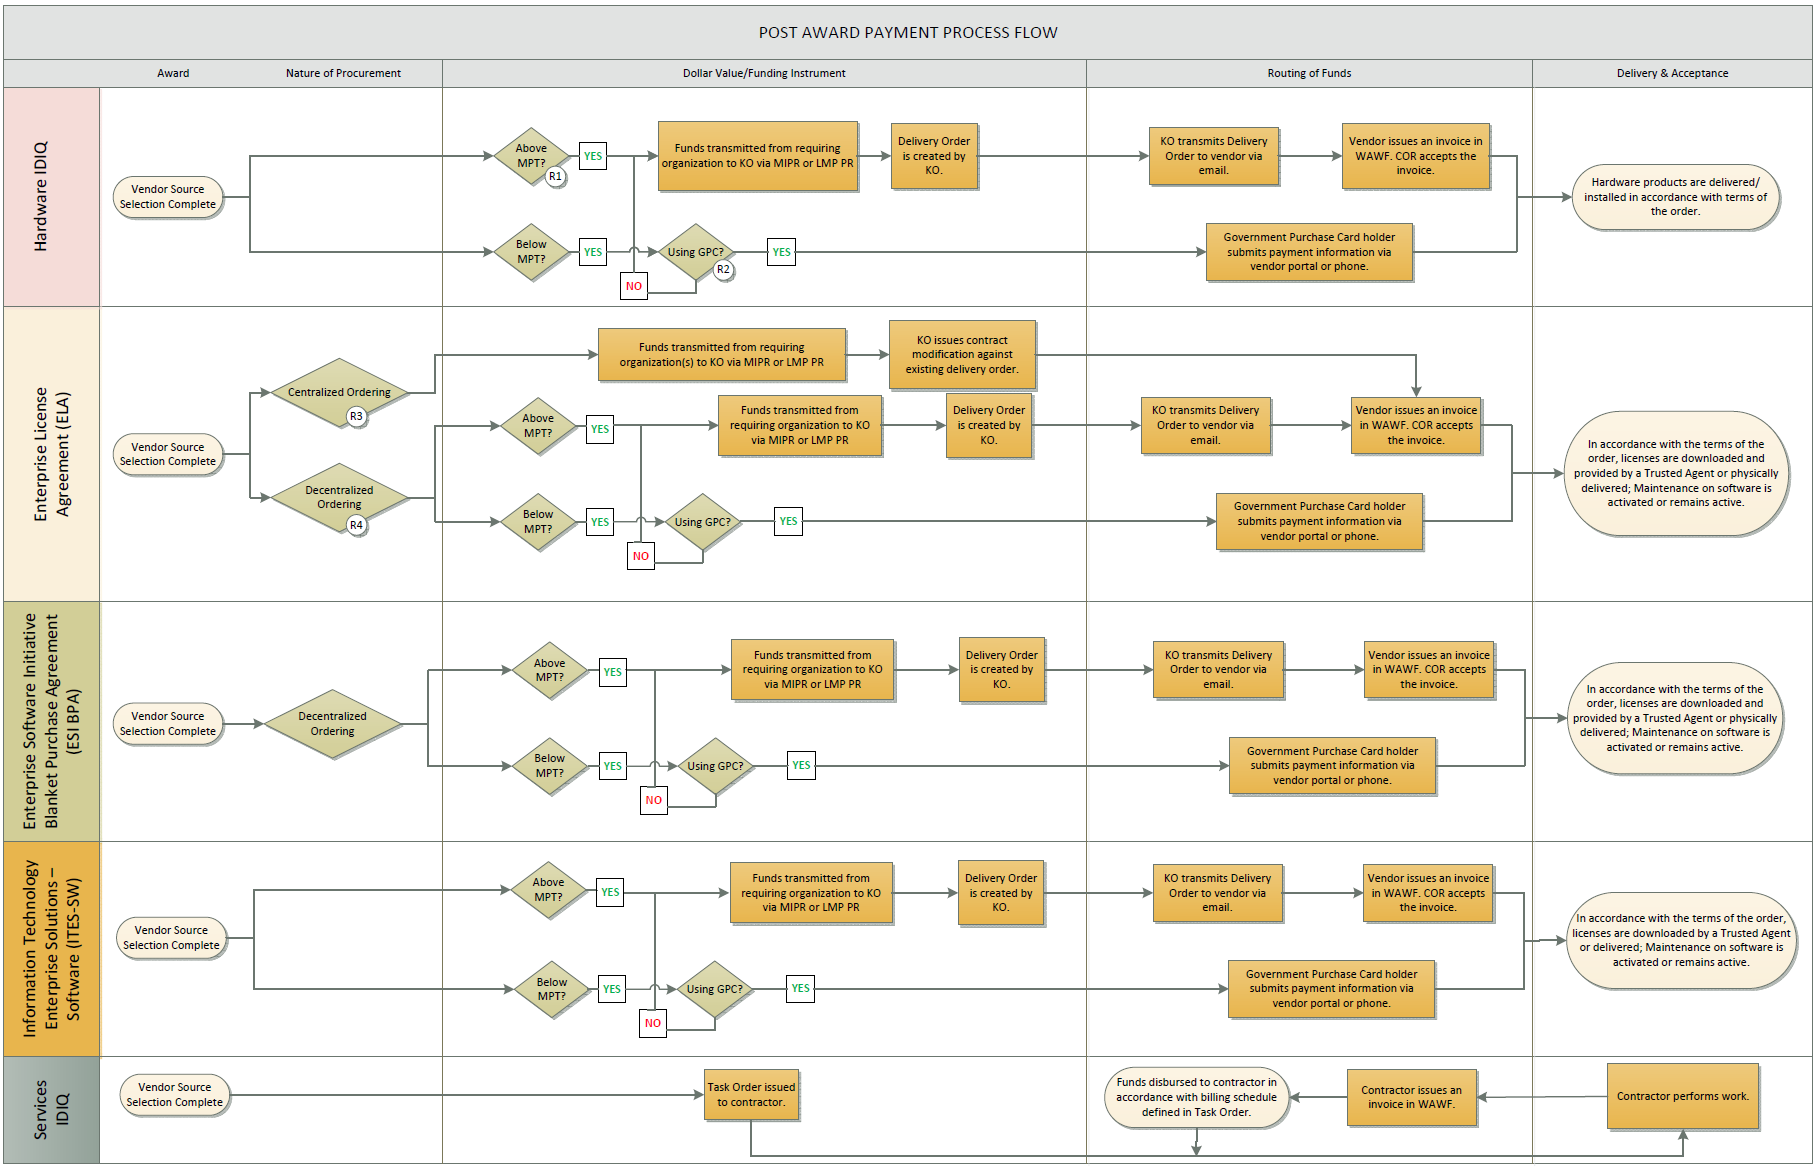 POST AWARD PAYMENT PROCESS FLOW
Award
Nature of Procurement
Dollar Value/Funding Instrument
Routing of Funds
Delivery & Acceptance
Hardware IDIQ
Vendor Source
Selection Complete
Above
MPT?
R1
YES
Funds transmitted from requiring
organization to KO via MIPR or LMP PR
Delivery Order
is created by
KO.
KO transmits Delivery
Order to vendor via
email.
Vendor issues an invoice in
WAWF. COR accepts the
invoice.
Hardware products are delivered/
installed in accordance with terms of
the order.
Below
MPT?
YES
Using GPC?
R2
YES
NO
Government Purchase Card holder
submits payment information via
vendor portal or phone.
Enterprise License
Agreement (ELA)
Vendor Source
Selection Complete
Centralized Ordering
R3
Funds transmitted from requiring
organization(s) to KO via MIPR or LMP PR
KO issues contract
modification against
existing delivery order.
Decentralized
Ordering
R4
Above
MPT?
YES
Funds transmitted from
requiring organization to KO
via MIPR or LMP PR
Delivery Order
is created by
KO.
KO transmits Delivery
Order to vendor via
email.
Vendor issues an invoice
in WAWF. COR accepts
the invoice.
In accordance with the terms of the
order, licenses are downloaded and
provided by a Trusted Agent or physically
delivered; Maintenance on software is
activated or remains active.
Below
MPT?
YES
Using GPC?
YES
NO
Government Purchase Card holder
submits payment information via
vendor portal or phone.
Enterprise Software Initiative
Blanket Purchase Agreement
(ESI BPA)
Vendor Source
Selection Complete
Decentralized
Ordering
Above
MPT?
YES
Funds transmitted from
requiring organization to KO
via MIPR or LMP PR
Delivery Order
is created by
KO.
KO transmits Delivery
Order to vendor via
email.
Vendor issues an invoice
in WAWF. COR accepts
the invoice.
In accordance with the terms of the
order, licenses are downloaded and
provided by a Trusted Agent or physically
delivered; Maintenance on software is
activated or remains active.
Below
MPT?
YES
Using GPC?
YES
NO
Government Purchase Card holder
submits payment information via
vendor portal or phone.
Information Technology
Enterprise Solutions –
Software (ITES-SW)
Vendor Source
Selection Complete
Above
MPT?
YES
Funds transmitted from
requiring organization to KO
via MIPR or LMP PR
Delivery Order
is created by
KO.
KO transmits Delivery
Order to vendor via
email.
Vendor issues an invoice
in WAWF. COR accepts
the invoice.
In accordance with the terms of the order,
licenses are downloaded by a Trusted Agent
or delivered; Maintenance on software is
activated or remains active.
Below
MPT?
YES
Using GPC?
YES
NO
Government Purchase Card holder
submits payment information via
vendor portal or phone.
Services
IDIQ
Vendor Source
Selection Complete
Task Order issued
to contractor.
Funds disbursed to contractor in
accordance with billing schedule
defined in Task Order.
Contractor issues an
invoice in WAWF.
Contractor performs work.